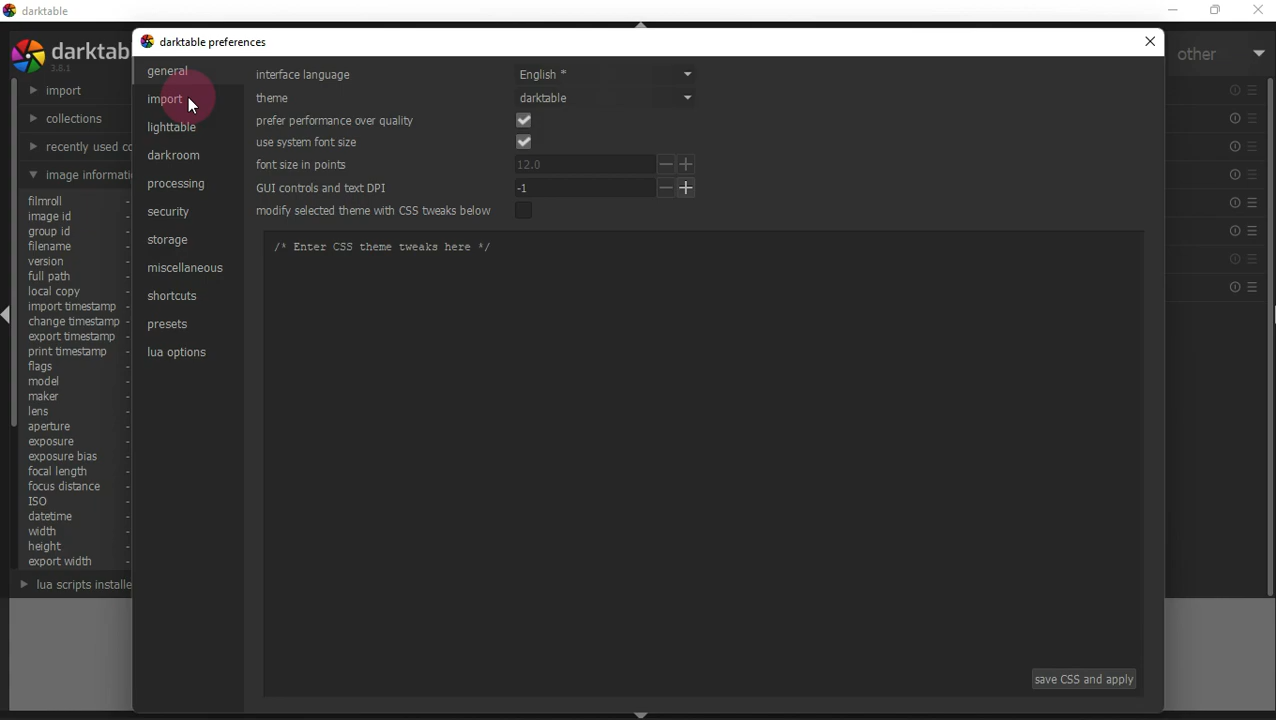 darktable
darktable preferences
darktab
3.8.1
other
import
collections
recently used co
image informati
filmroll -
image id -
group id -
filename -
version -
full path -
local copy -
import timestamp -
change timestamp -
export timestamp -
print timestamp -
flags -
model -
maker -
lens -
aperture -
exposure -
exposure bias -
focal length -
focus distance -
ISO -
datetime -
width -
height -
export width -
lua scripts installe
general
import
lighttable
darkroom
processing
security
storage
miscellaneous
shortcuts
presets
lua options
interface language English *
theme darktable
prefer performance over quality
use system font size
font size in points 12.0
GUI controls and text DPI -1
modify selected theme with CSS tweaks below
/* Enter CSS theme tweaks here */
save CSS and apply